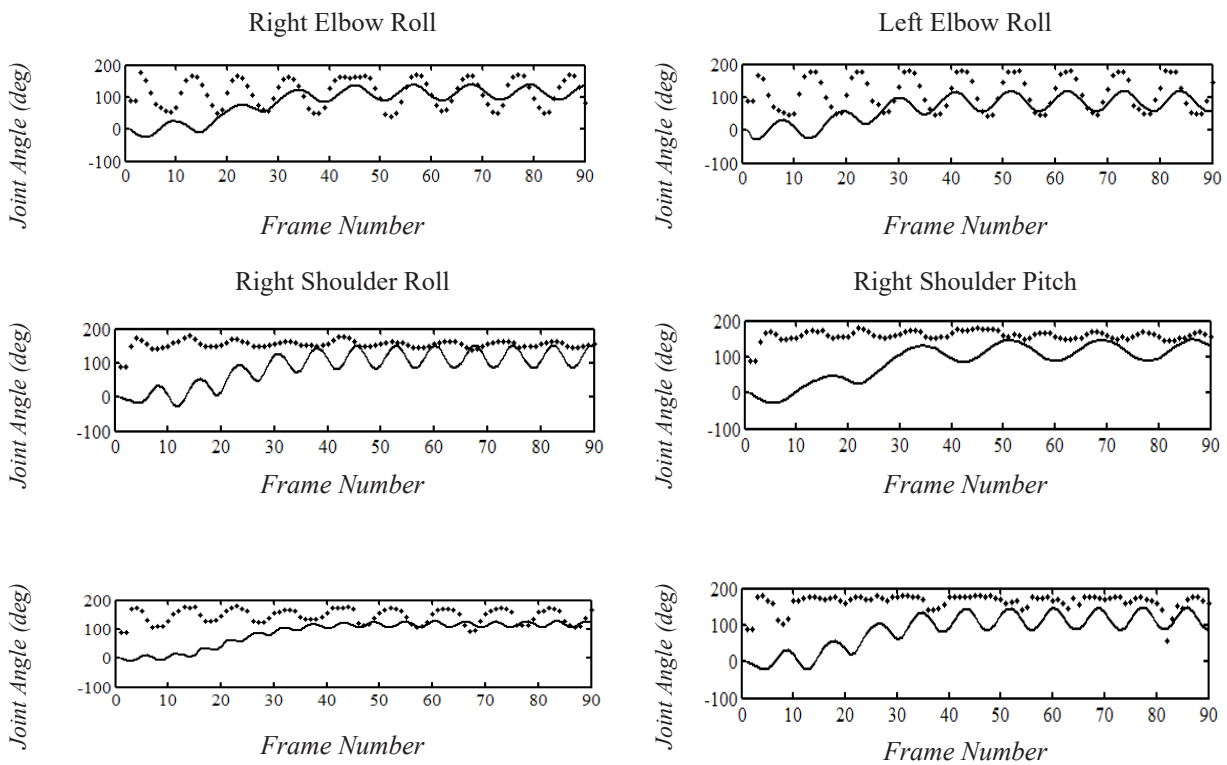 Right Elbow Roll
Joint Angle (deg)
200
100
0
-100
0 10 20 30 40 50 60 70 80 90
Frame Number
Left Elbow Roll
Joint Angle (deg)
200
100
0
-100
0 10 20 30 40 50 60 70 80 90
Frame Number
Right Shoulder Roll
Joint Angle (deg)
200
100
0
-100
0 10 20 30 40 50 60 70 80 90
Frame Number
Right Shoulder Pitch
Joint Angle (deg)
200
100
0
-100
0 10 20 30 40 50 60 70 80 90
Frame Number
Joint Angle (deg)
200
100
0
-100
0 10 20 30 40 50 60 70 80 90
Frame Number
Joint Angle (deg)
200
100
0
-100
0 10 20 30 40 50 60 70 80 90
Frame Number